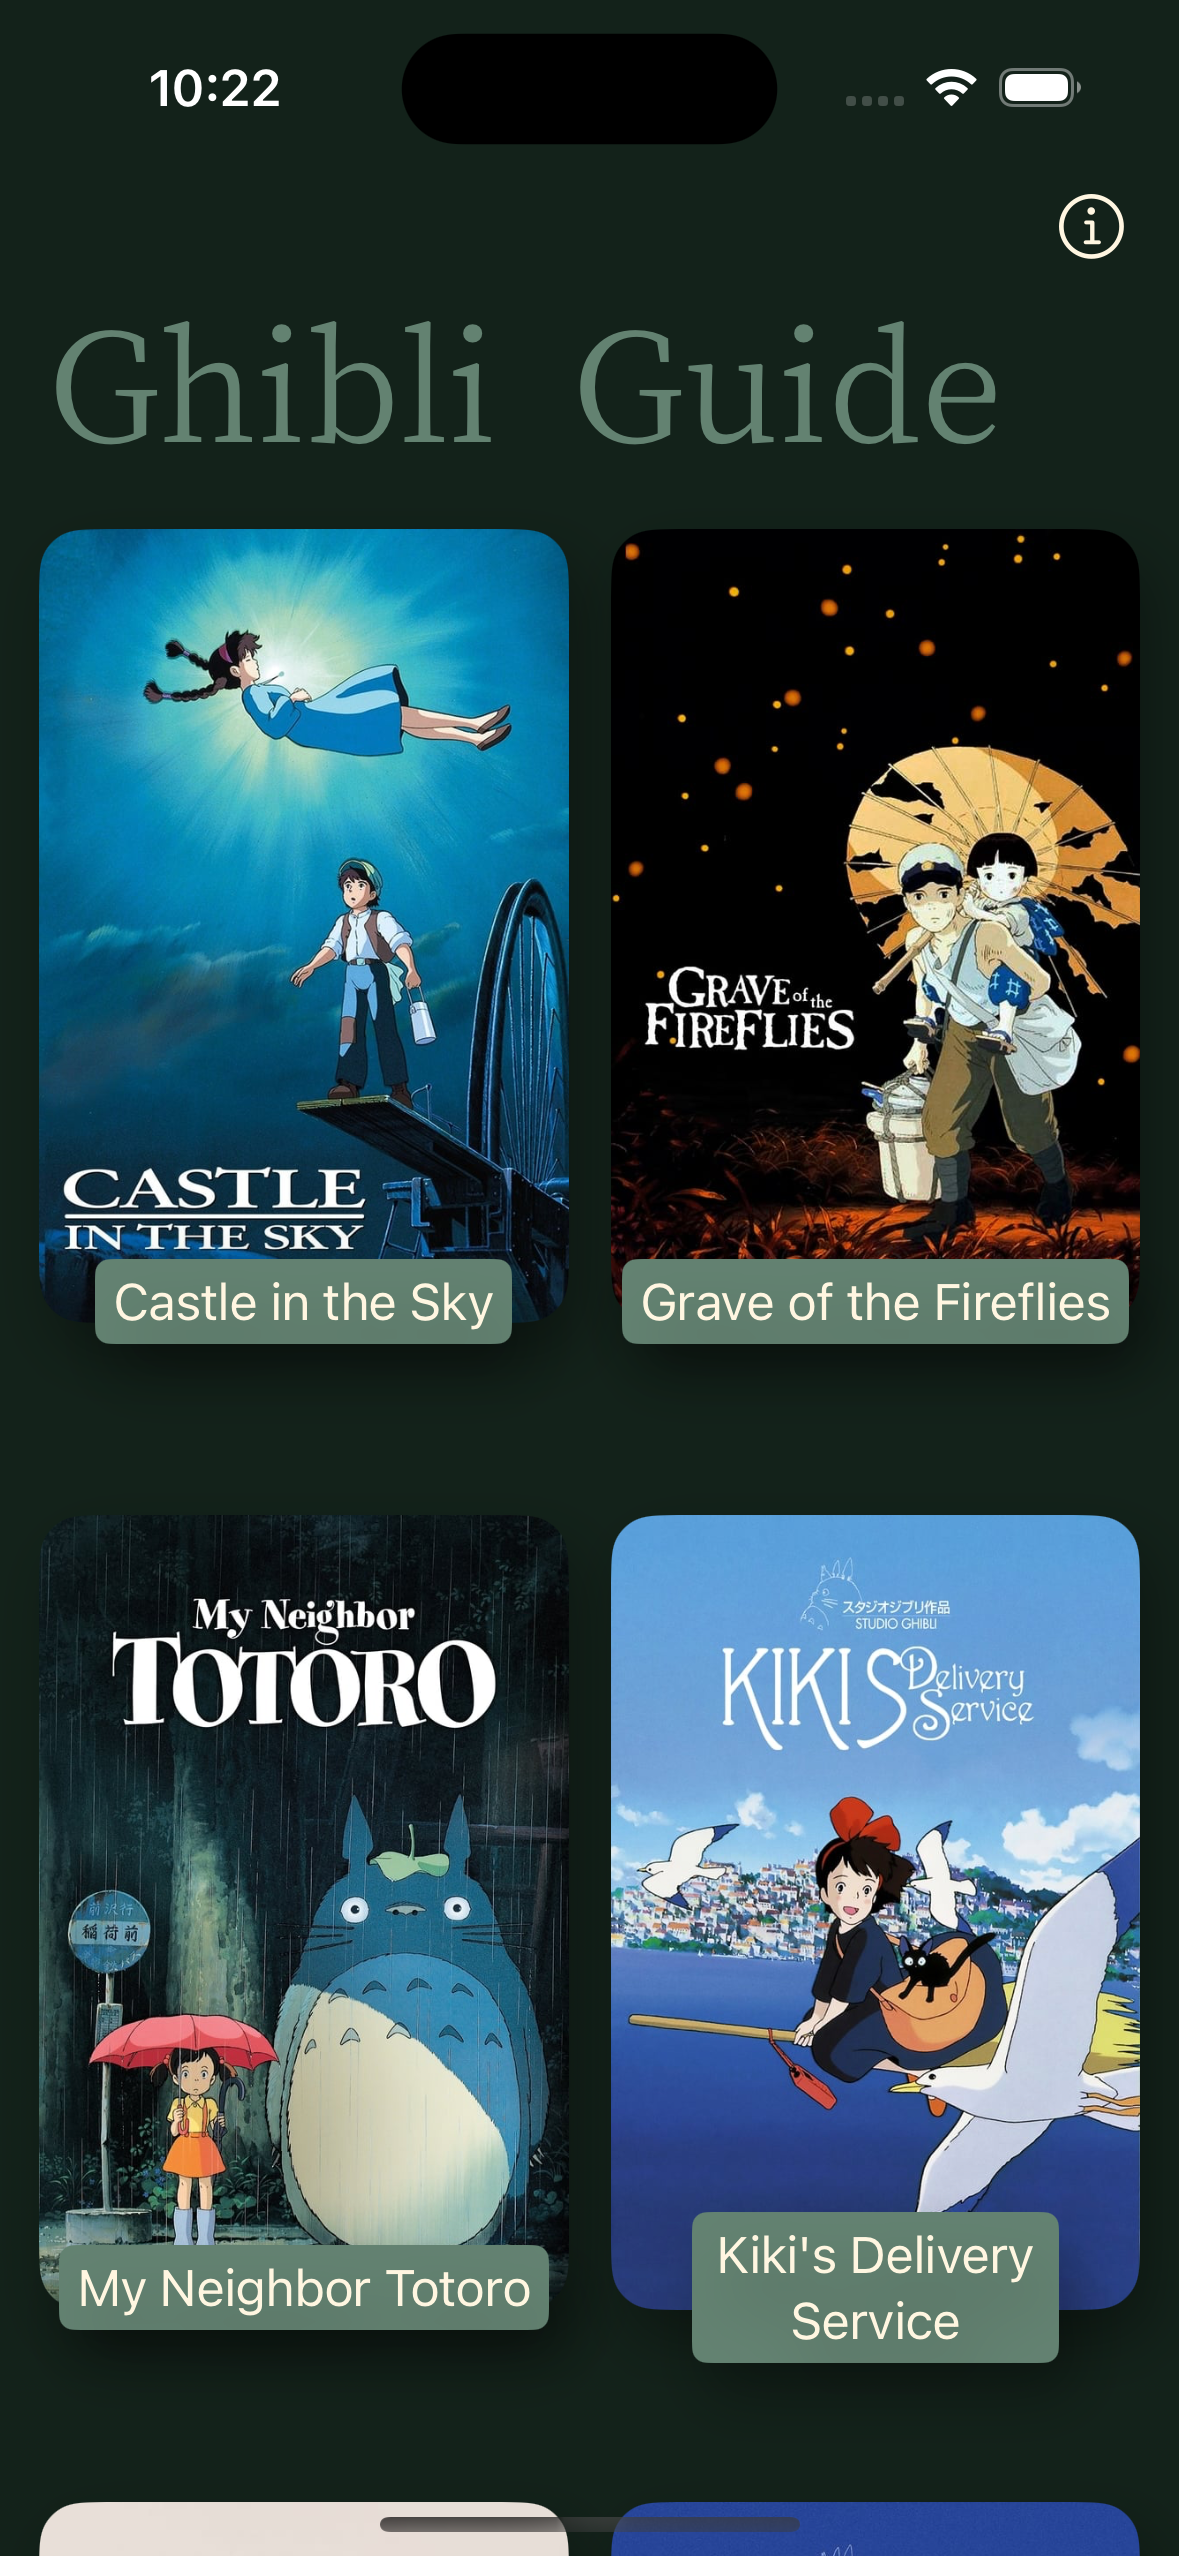 10:22
Ghibli Guide
CASTLE
IN THE SKY
Castle in the Sky
GRAVE of the
FIREFLIES
Grave of the Fireflies
My Neighbor
TOTORO
稲荷前
My Neighbor Totoro
スタジオジブリ作品
STUDIO GHIBLI
KIKI'S Delivery
Service
Kiki's Delivery
Service